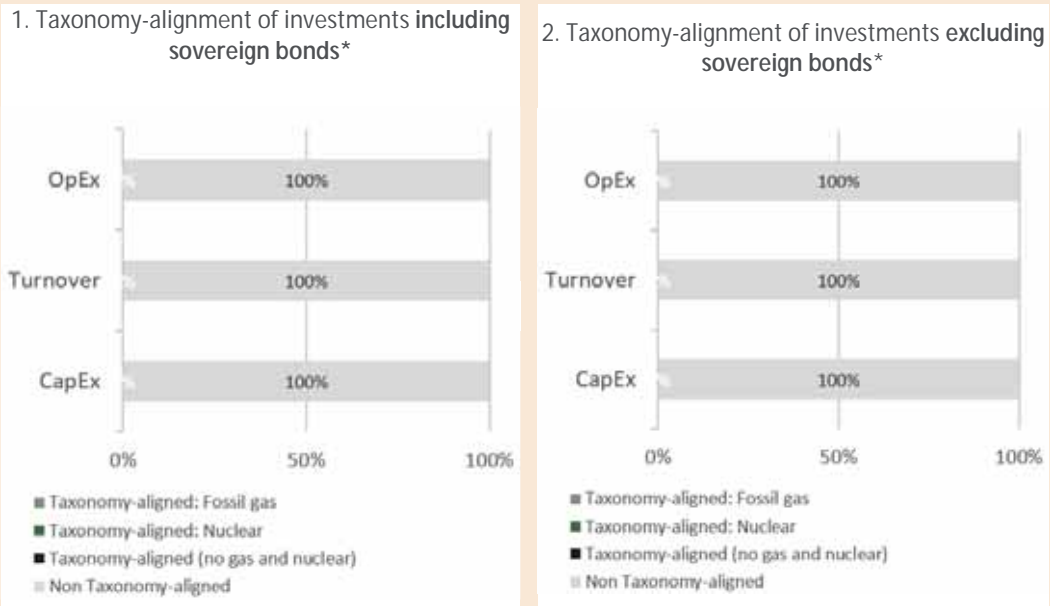 1. Taxonomy-alignment of investments including
sovereign bonds*
OpEx
100%
Turnover
100%
CapEx
100%
0%
50%
100%
Taxonomy-aligned: Fossil gas
Taxonomy-aligned: Nuclear
Taxonomy-aligned (no gas and nuclear)
Non Taxonomy-aligned
2. Taxonomy-alignment of investments excluding
sovereign bonds*
OpEx
100%
Turnover
100%
CapEx
100%
0%
50%
100%
Taxonomy-aligned: Fossil gas
Taxonomy-aligned: Nuclear
Taxonomy-aligned (no gas and nuclear)
Non Taxonomy-aligned